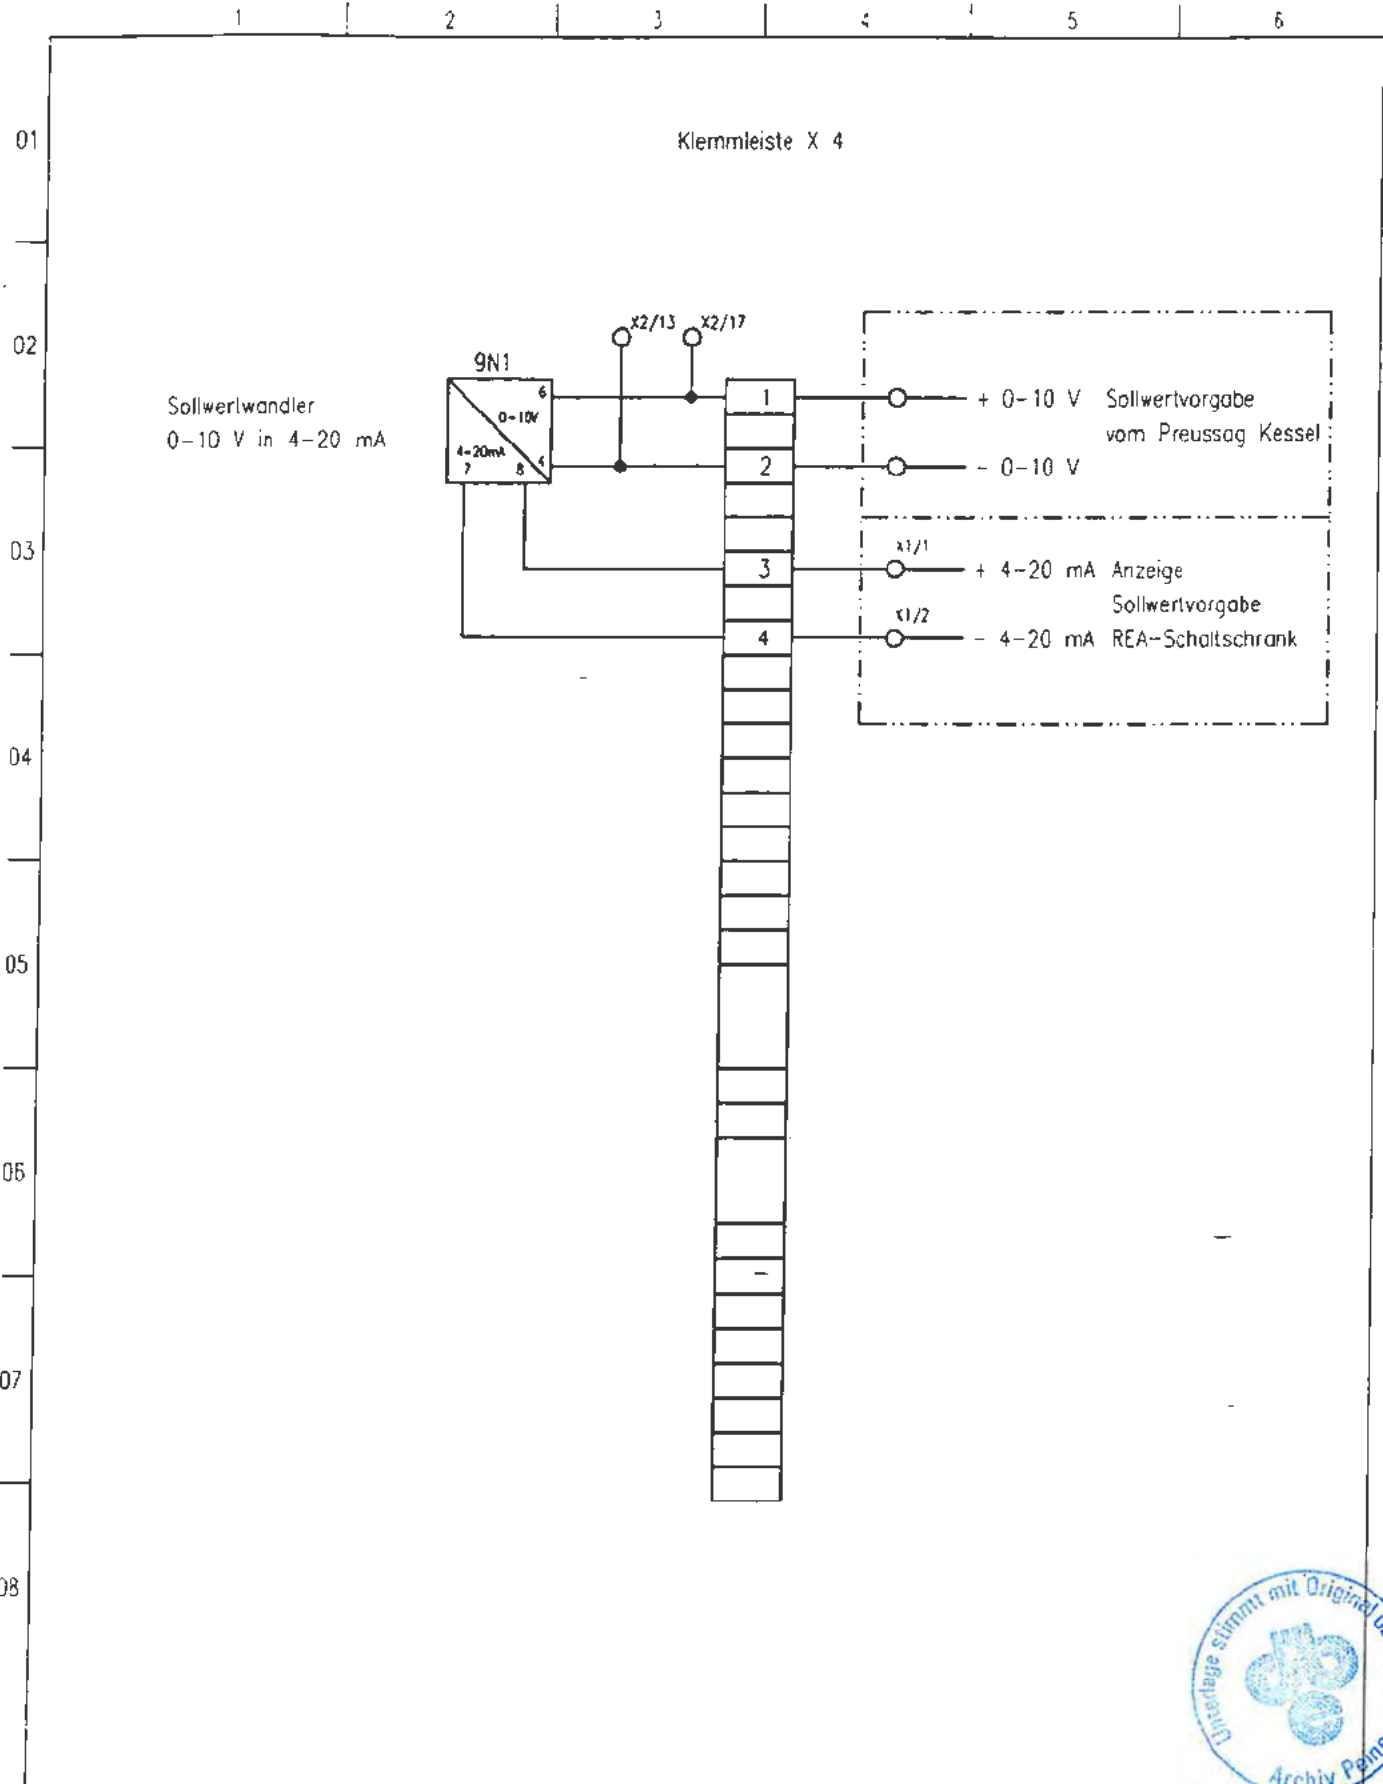 1 2 3 4 5 6
01
Klemmleiste X 4
02
X2/13 X2/17
9N1
6
0-10V
4-20mA
7 8 4
Sollwertwandler
0-10 V in 4-20 mA
1
+ 0-10 V Sollwertvorgabe
vom Preussag Kessel
2
- 0-10 V
03
X1/1
3
+ 4-20 mA Anzeige
Sollwertvorgabe
X1/2
4
- 4-20 mA REA-Schaltschrank
04
05
06
07
08
Unterlage stimmt mit Original
Archiv Peine